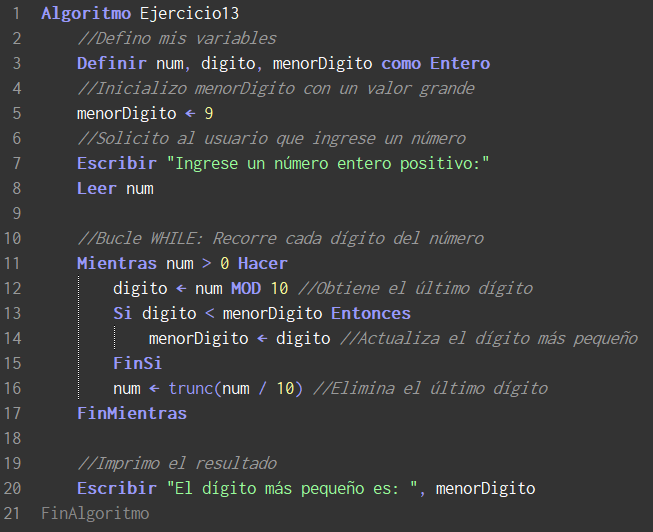 1 Algoritmo Ejercicio13
2 //Defino mis variables
3 Definir num, digito, menorDigito como Entero
4 //Inicializo menorDigito con un valor grande
5 menorDigito ← 9
6 //Solicito al usuario que ingrese un número
7 Escribir "Ingrese un número entero positivo:"
8 Leer num
9
10 //Bucle WHILE: Recorre cada dígito del número
11 Mientras num > 0 Hacer
12 digito ← num MOD 10 //Obtiene el último dígito
13 Si digito < menorDigito Entonces
14 menorDigito ← digito //Actualiza el dígito más pequeño
15 FinSi
16 num ← trunc(num / 10) //Elimina el último dígito
17 FinMientras
18
19 //Imprimo el resultado
20 Escribir "El dígito más pequeño es: ", menorDigito
21 FinAlgoritmo